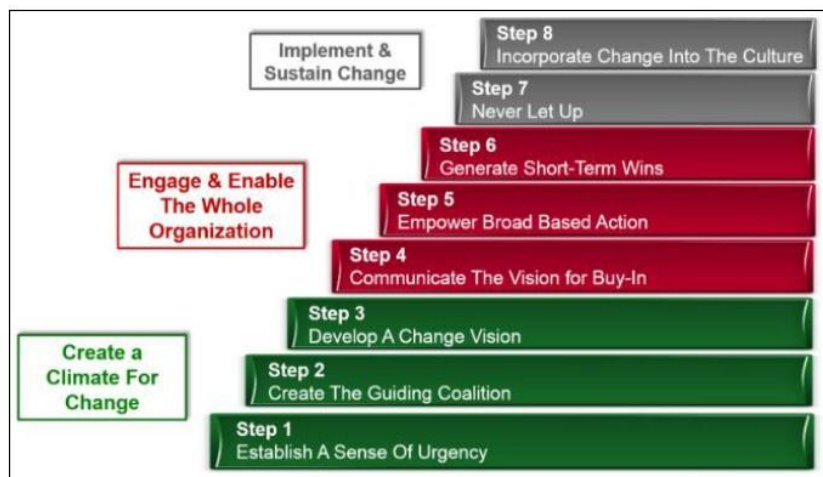 Implement &
Sustain Change
Step 8
Incorporate Change Into The Culture
Step 7
Never Let Up
Engage & Enable
The Whole
Organization
Step 6
Generate Short-Term Wins
Step 5
Empower Broad Based Action
Step 4
Communicate The Vision for Buy-In
Create a
Climate For
Change
Step 3
Develop A Change Vision
Step 2
Create The Guiding Coalition
Step 1
Establish A Sense Of Urgency